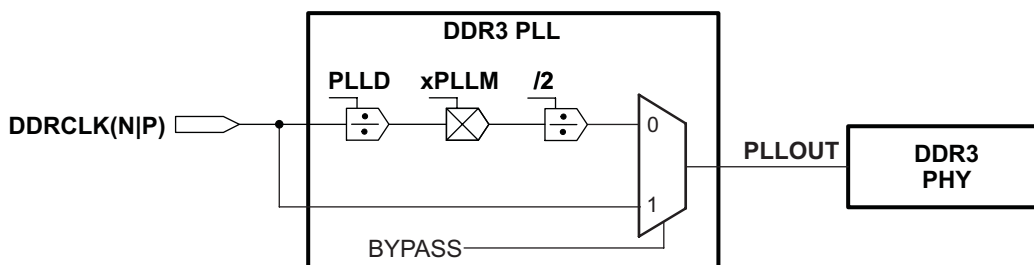 DDR3 PLL
PLLD xPLLM /2
DDRCLK(N|P)
0
PLLOUT
DDR3
PHY
1
BYPASS